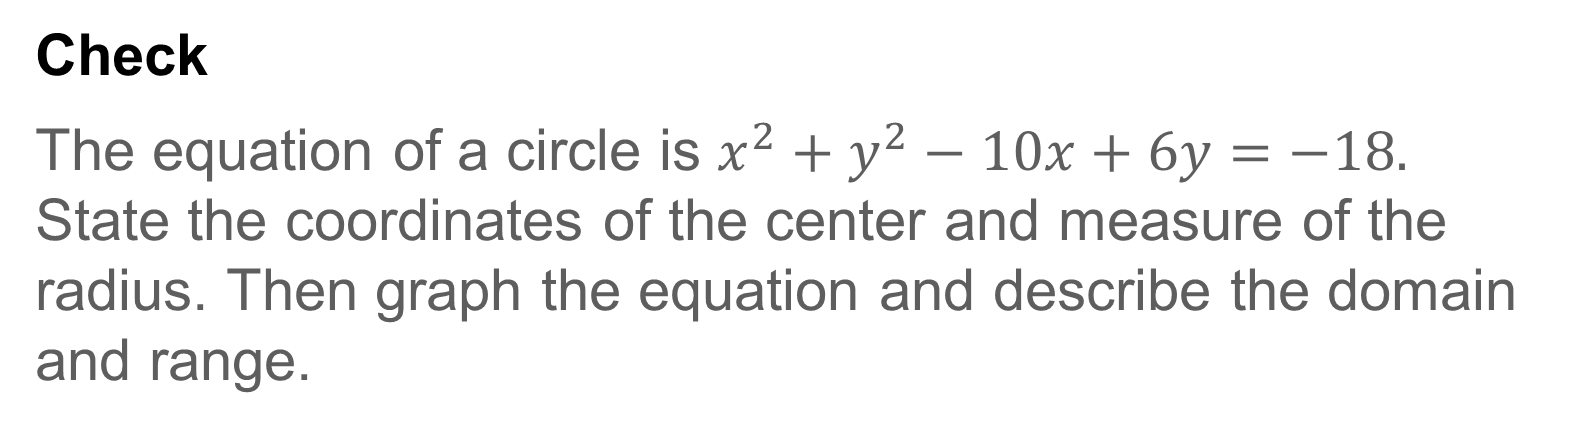 Check
The equation of a circle is x² + y² − 10x + 6y = −18.
State the coordinates of the center and measure of the
radius. Then graph the equation and describe the domain
and range.